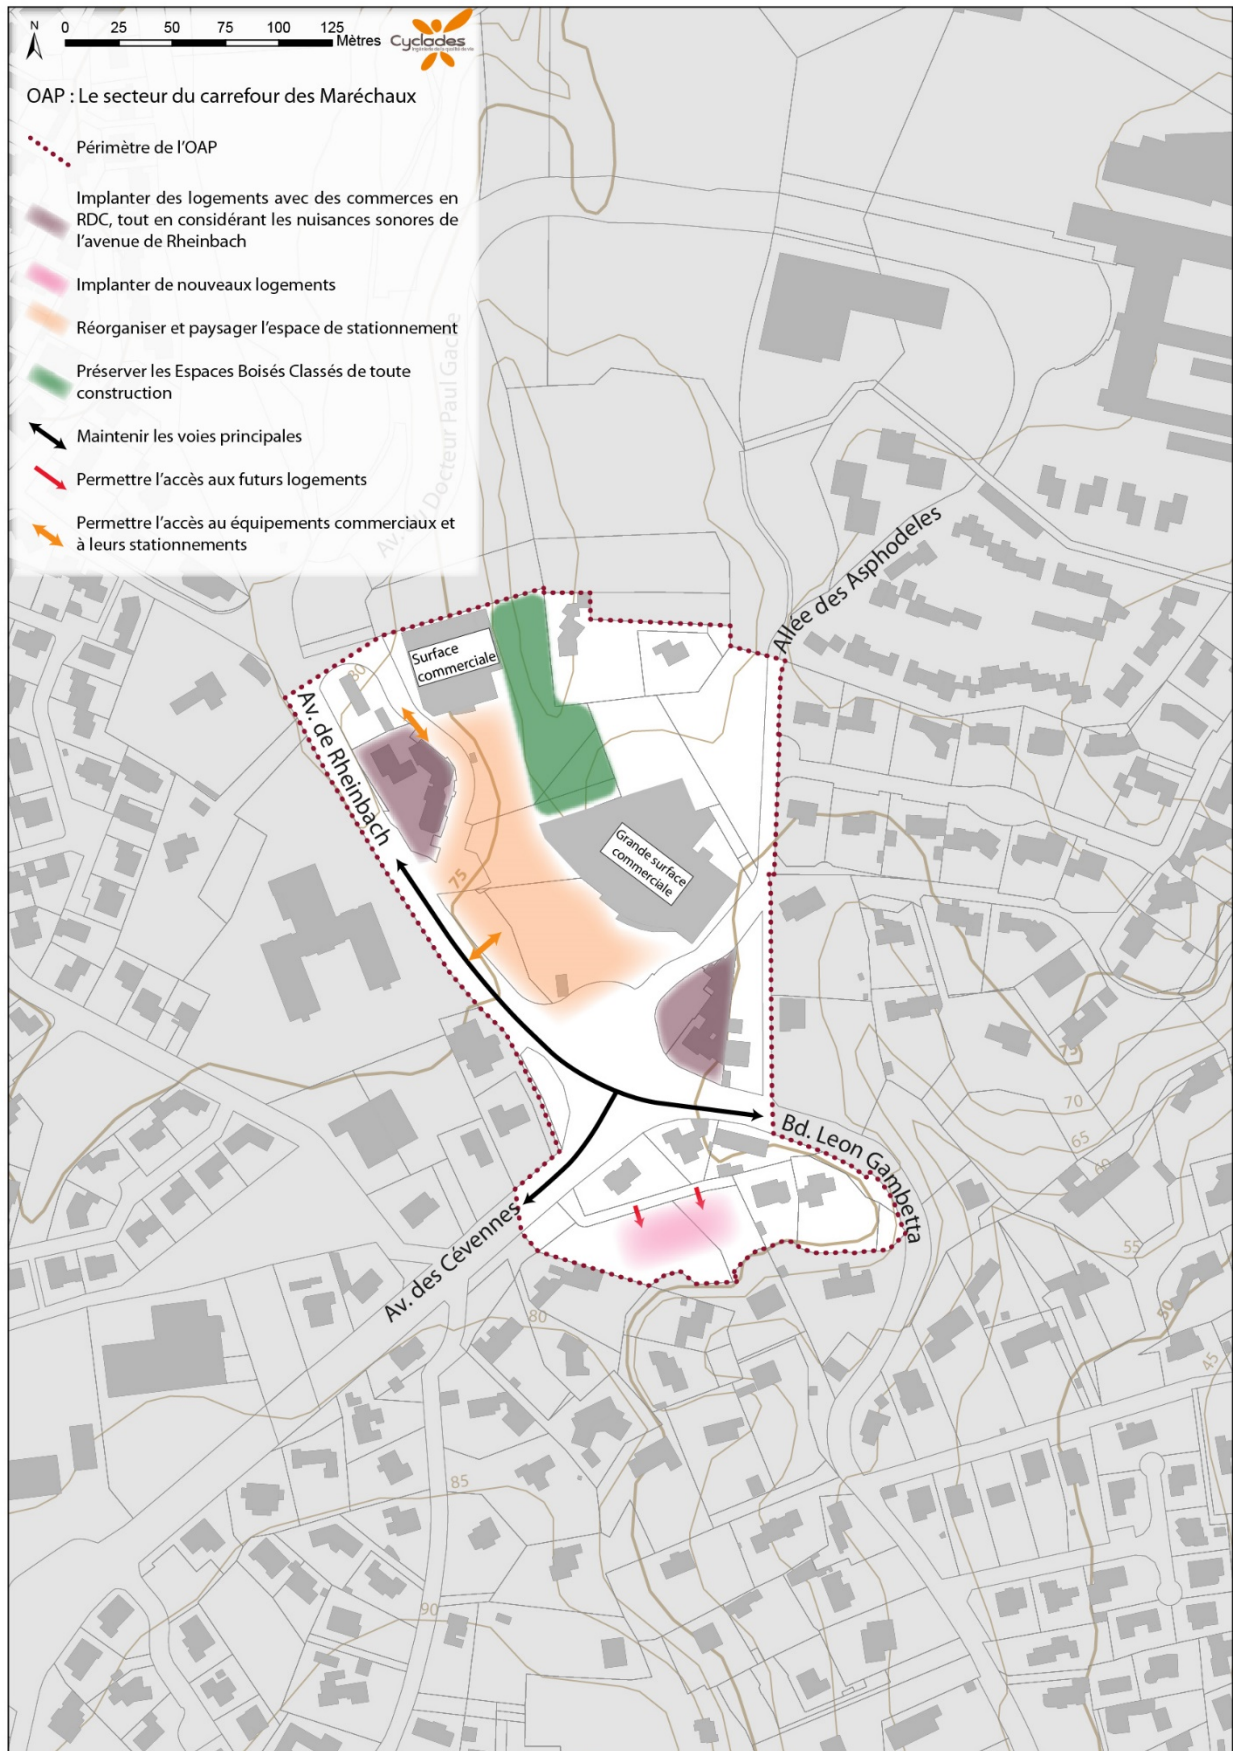 N
0 25 50 75 100 125
Mètres
Cyclades
OAP : Le secteur du carrefour des Maréchaux
Périmètre de l'OAP
Implanter des logements avec des commerces en
RDC, tout en considérant les nuisances sonores de
l'avenue de Rheinbach
Implanter de nouveaux logements
Réorganiser et paysager l'espace de stationnement
Préserver les Espaces Boisés Classés de toute
construction
Maintenir les voies principales
Permettre l'accès aux futurs logements
Permettre l'accès au équipements commerciaux et
à leurs stationnements
Docteur Paul Gache
Allée des Asphodèles
Surface
commerciale
80
Av. de Rheinbach
Grande surface
commerciale
75
75
70
65
60
55
50
45
Bd. Leon Gambetta
Av. des Cévennes
80
85
90